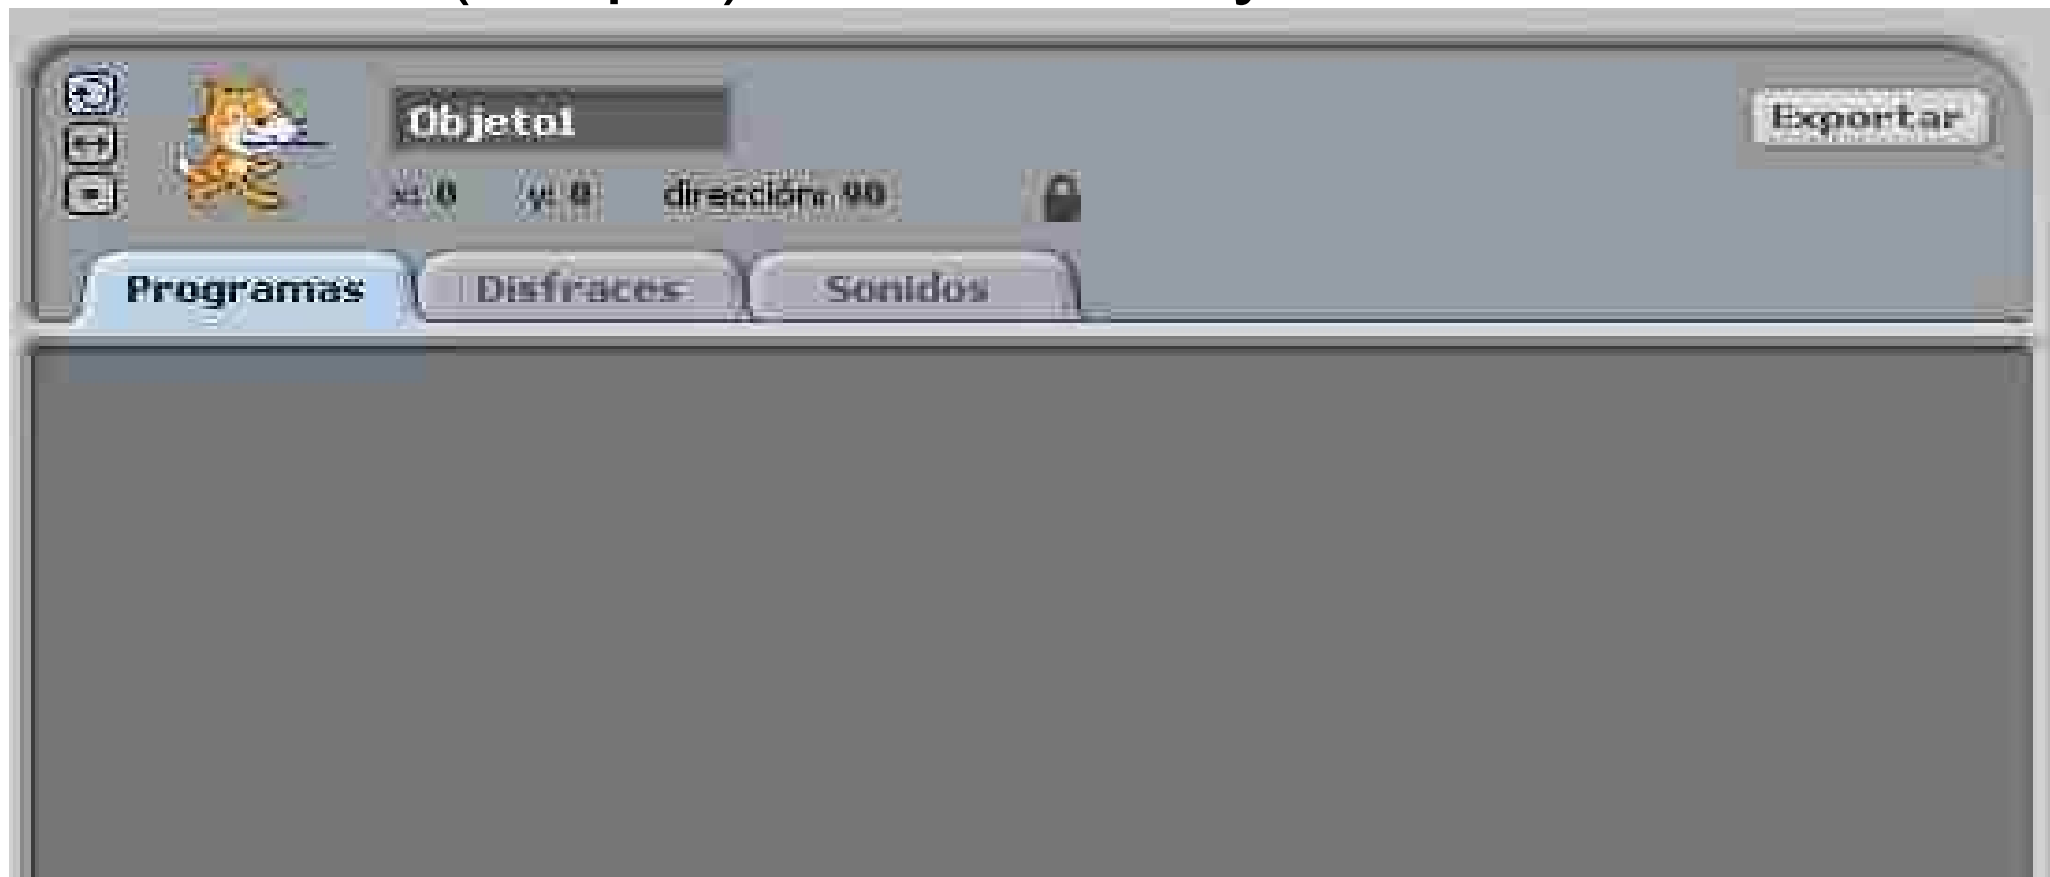 Objeto1
Exportar
x: 0 y: 0 dirección: 90
Programas Disfraces Sonidos